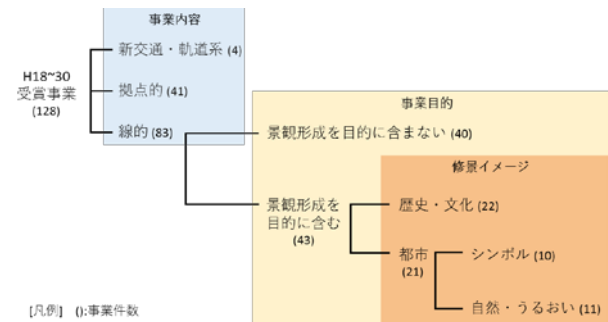 事業内容
新交通・軌道系 (4)
H18~30
受賞事業
(128)
拠点的 (41)
線的 (83)
事業目的
景観形成を目的に含まない (40)
修景イメージ
景観形成を
目的に含む
(43)
歴史・文化 (22)
都市
(21)
シンボル (10)
自然・うるおい (11)
[凡例] ():事業件数